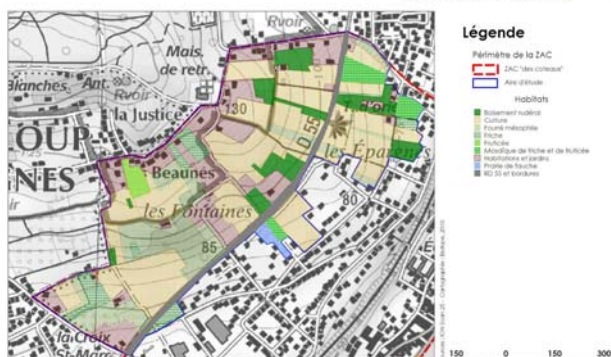 Légende
Périmètre de la ZAC
ZAC "des coteaux"
Aire d'étude
Habitats
Boisement rudéral
Culture
Fourré mésophile
Friche
Fruticée
Mosaïque de friche et de fruticée
Habitations et jardins
Prairie de fauche
RD 55 et bordures
Rvoir
Mais.
de retr.
Blanches
Ant.
Rvoir
la Justice
130
D 55
OUP
NES
Beaunes
les Épargnes
les Fontaines
80
85
la Croix
St-Marc
150 0 150 300